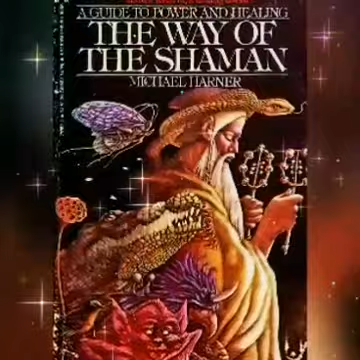 A GUIDE TO POWER AND HEALING
THE WAY OF
THE SHAMAN
MICHAEL HARNER